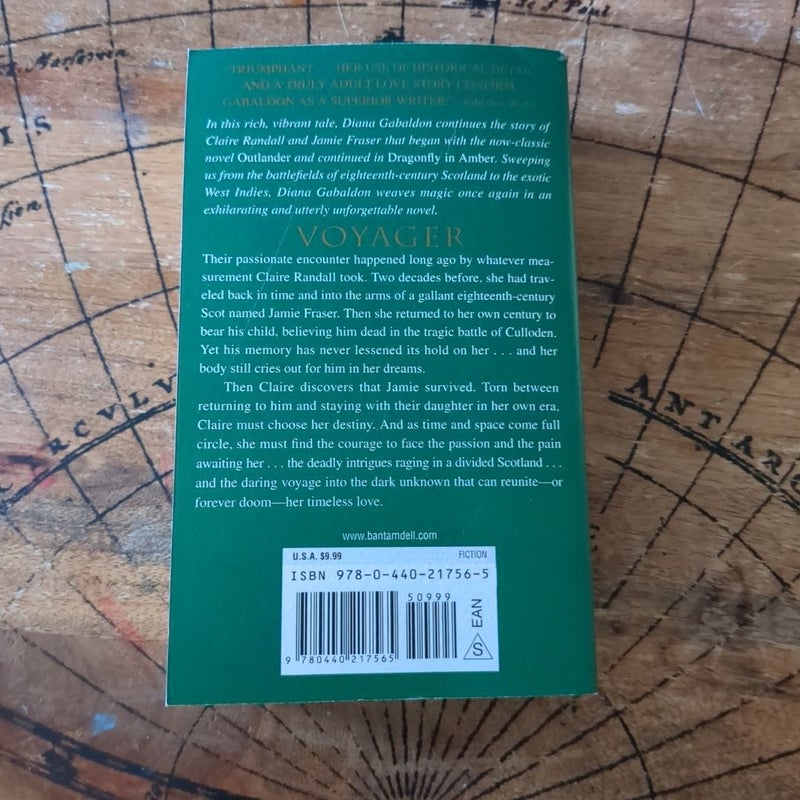 "TRIUMPHANT . . . HER USE OF HISTORICAL DETAIL
AND A TRULY ADULT LOVE STORY CONFIRM
GABALDON AS A SUPERIOR WRITER."
In this rich, vibrant tale, Diana Gabaldon continues the story of
Claire Randall and Jamie Fraser that began with the now-classic
novel Outlander and continued in Dragonfly in Amber. Sweeping
us from the battlefields of eighteenth-century Scotland to the exotic
West Indies, Diana Gabaldon weaves magic once again in an
exhilarating and utterly unforgettable novel.
VOYAGER
Their passionate encounter happened long ago by whatever mea-
surement Claire Randall took. Two decades before, she had trav-
eled back in time and into the arms of a gallant eighteenth-century
Scot named Jamie Fraser. Then she returned to her own century to
bear his child, believing him dead in the tragic battle of Culloden.
Yet his memory has never lessened its hold on her . . . and her
body still cries out for him in her dreams.
Then Claire discovers that Jamie survived. Torn between
returning to him and staying with their daughter in her own era,
Claire must choose her destiny. And as time and space come full
circle, she must find the courage to face the passion and the pain
awaiting her . . . the deadly intrigues raging in a divided Scotland . . .
and the daring voyage into the dark unknown that can reunite—or
forever doom—her timeless love.
www.bantamdell.com
U.S.A. $9.99 FICTION
ISBN 978-0-440-21756-5
50999
EAN
S
9 780440 217565
ANTARC